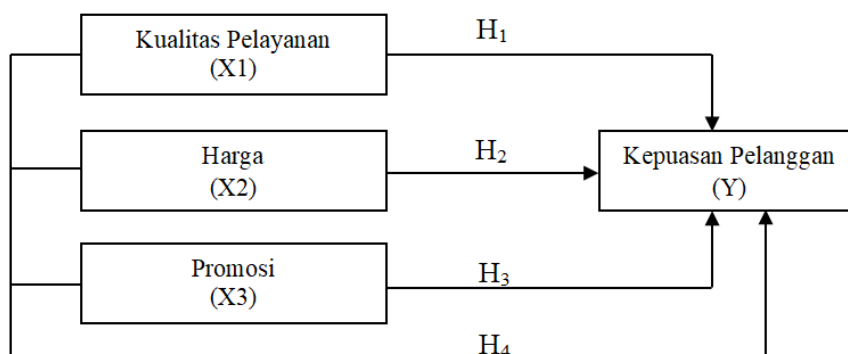 Kualitas Pelayanan
(X1)
H₁
Harga
(X2)
H₂
Kepuasan Pelanggan
(Y)
Promosi
(X3)
H₃
H₄